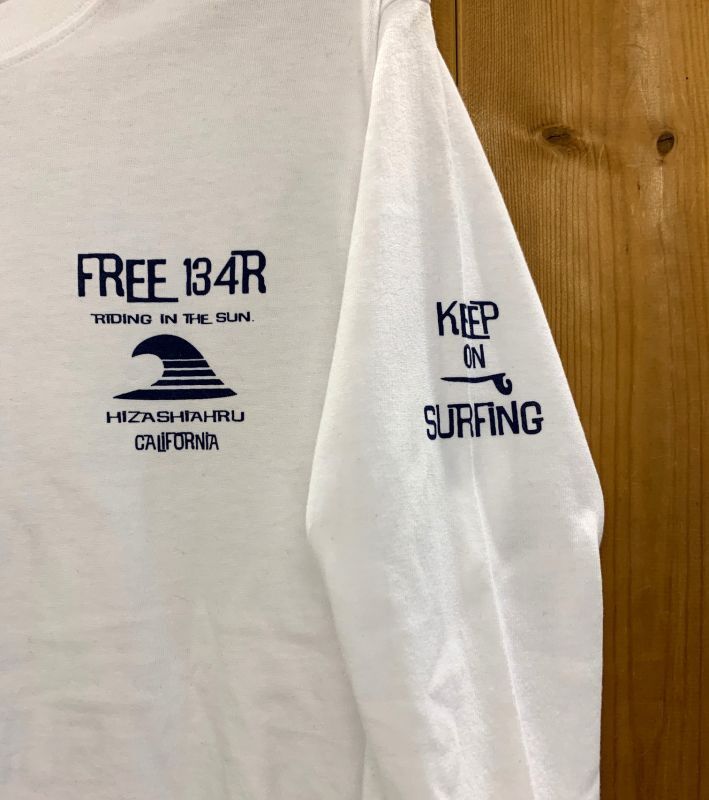 FREE 134R
RIDING IN THE SUN.
HIZASHIAHRU
CALIFORNIA
KEEP
ON
SURFING